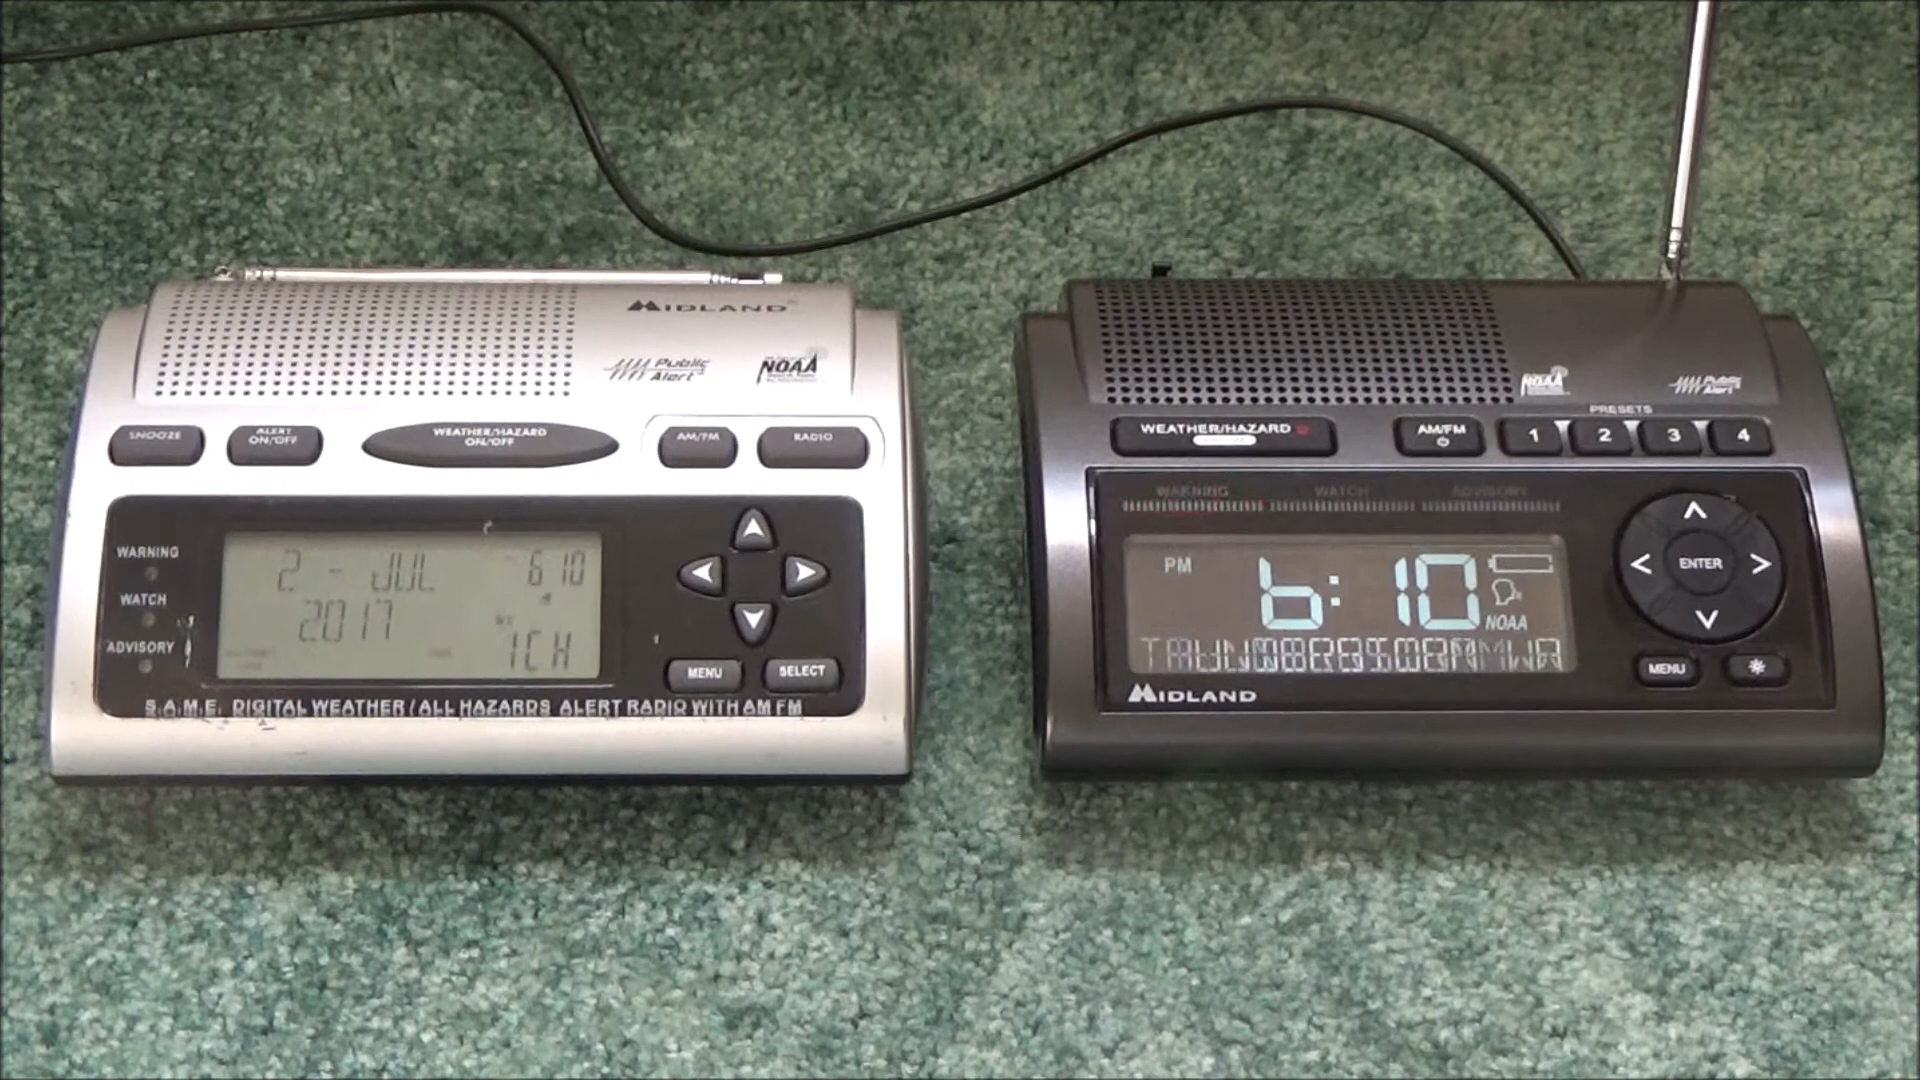 MIDLAND
Public Alert
NOAA
SNOOZE
ALERT ON/OFF
WEATHER/HAZARD ON/OFF
AM/FM
RADIO
WARNING
WATCH
ADVISORY
2 - JUL
6 10
2017
1CH
MENU
SELECT
S.A.M.E. DIGITAL WEATHER / ALL HAZARDS ALERT RADIO WITH AM FM
NOAA
Public Alert
PRESETS
WEATHER/HAZARD
AM/FM
1
2
3
4
WARNING
WATCH
ADVISORY
PM
6:10
NOAA
ENTER
MENU
MIDLAND